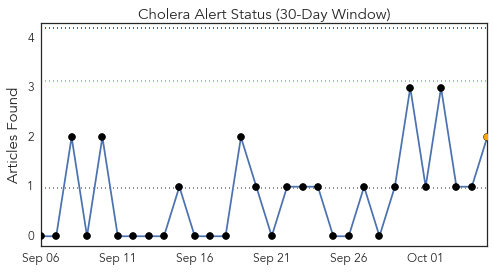 Cholera Alert Status (30-Day Window)
Articles Found
4
3
2
1
0
Sep 06 Sep 11 Sep 16 Sep 21 Sep 26 Oct 01